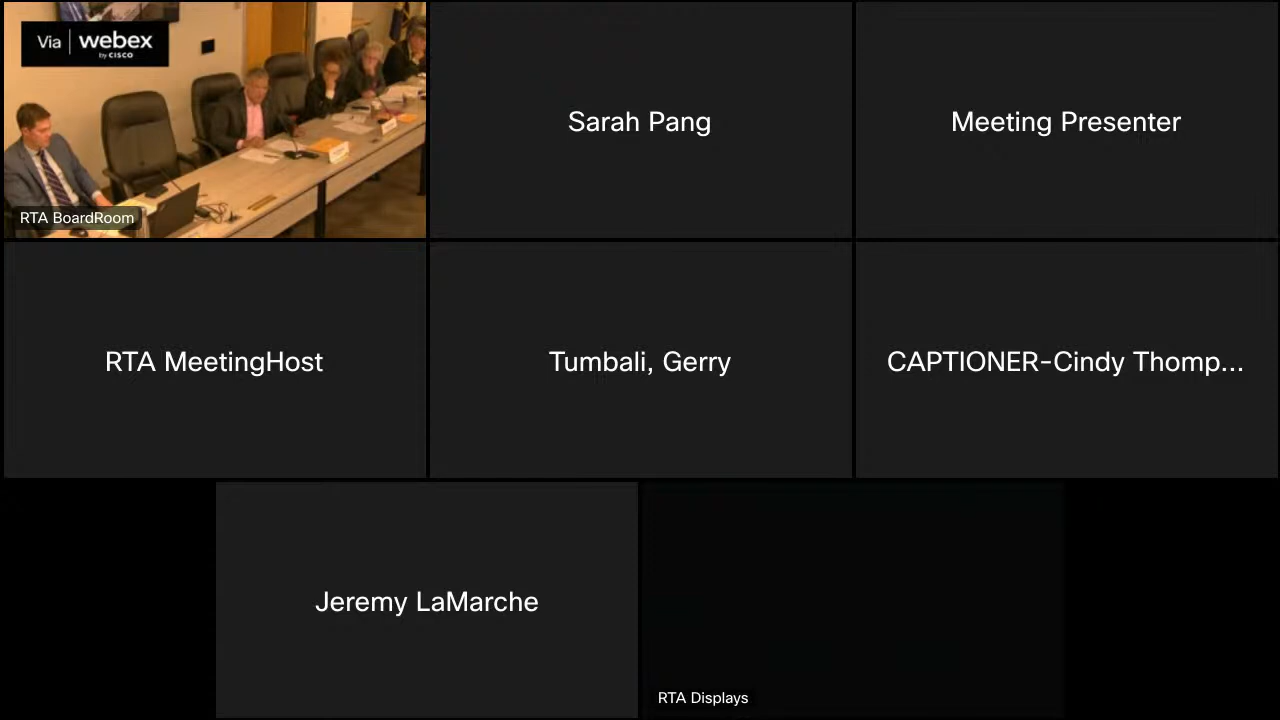 Via webex
by CISCO
RTA BoardRoom
Sarah Pang
Meeting Presenter
RTA MeetingHost
Tumbali, Gerry
CAPTIONER-Cindy Thomp...
Jeremy LaMarche
RTA Displays